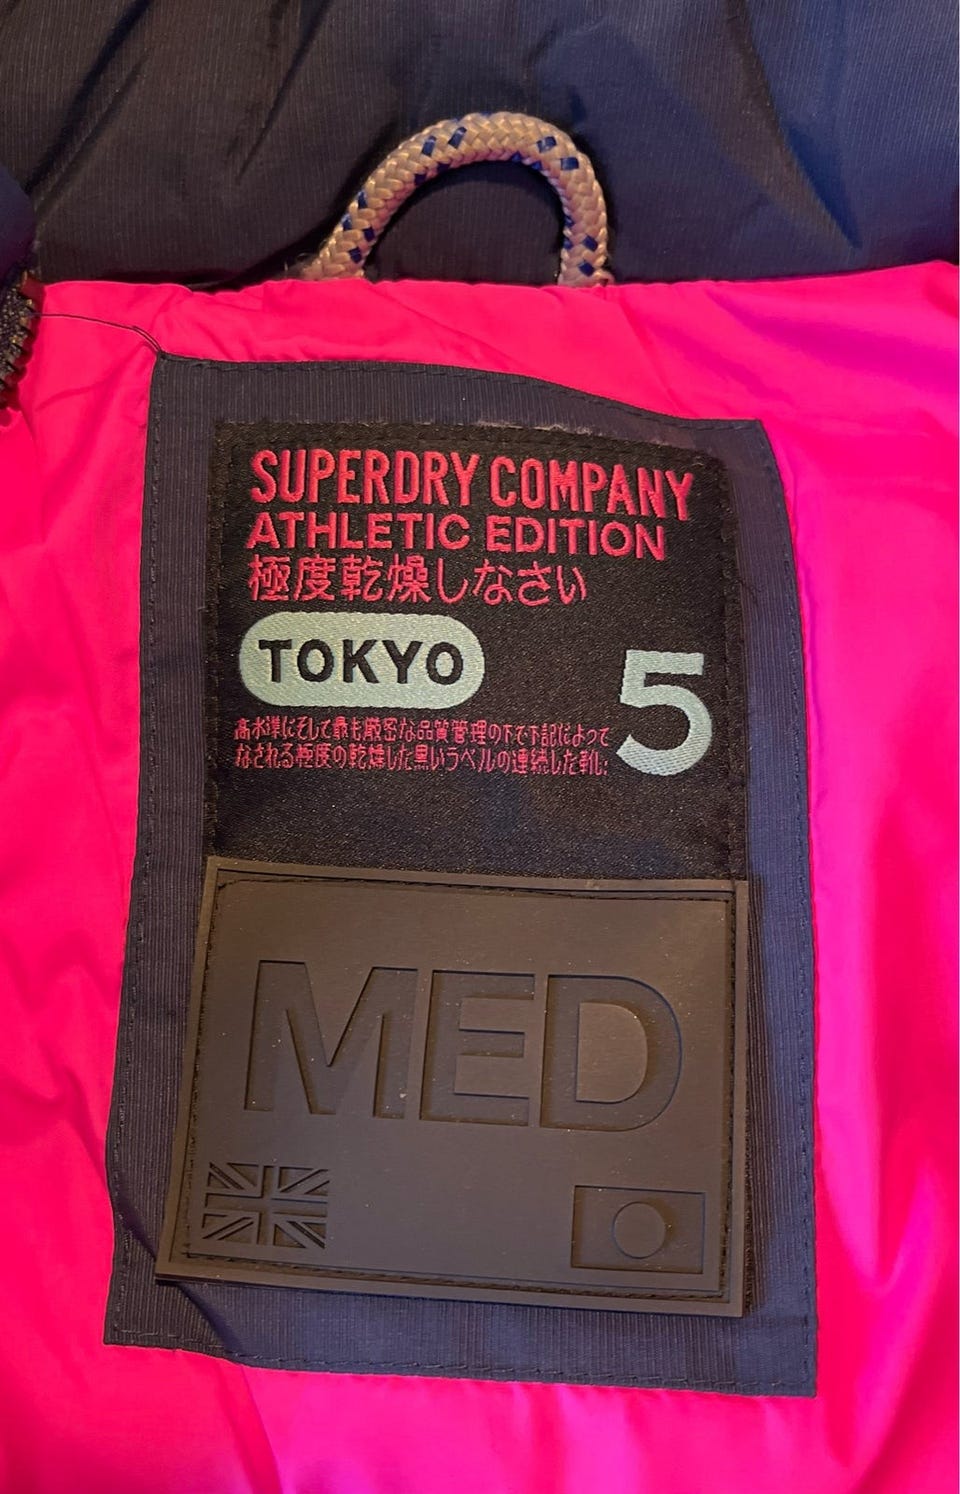 SUPERDRY COMPANY
ATHLETIC EDITION
極度乾燥しなさい
TOKYO
5
高水準にそして最も厳密な品質管理の下で下記によって
なされる極度の乾燥した黒いラベルの連続した靴:
MED